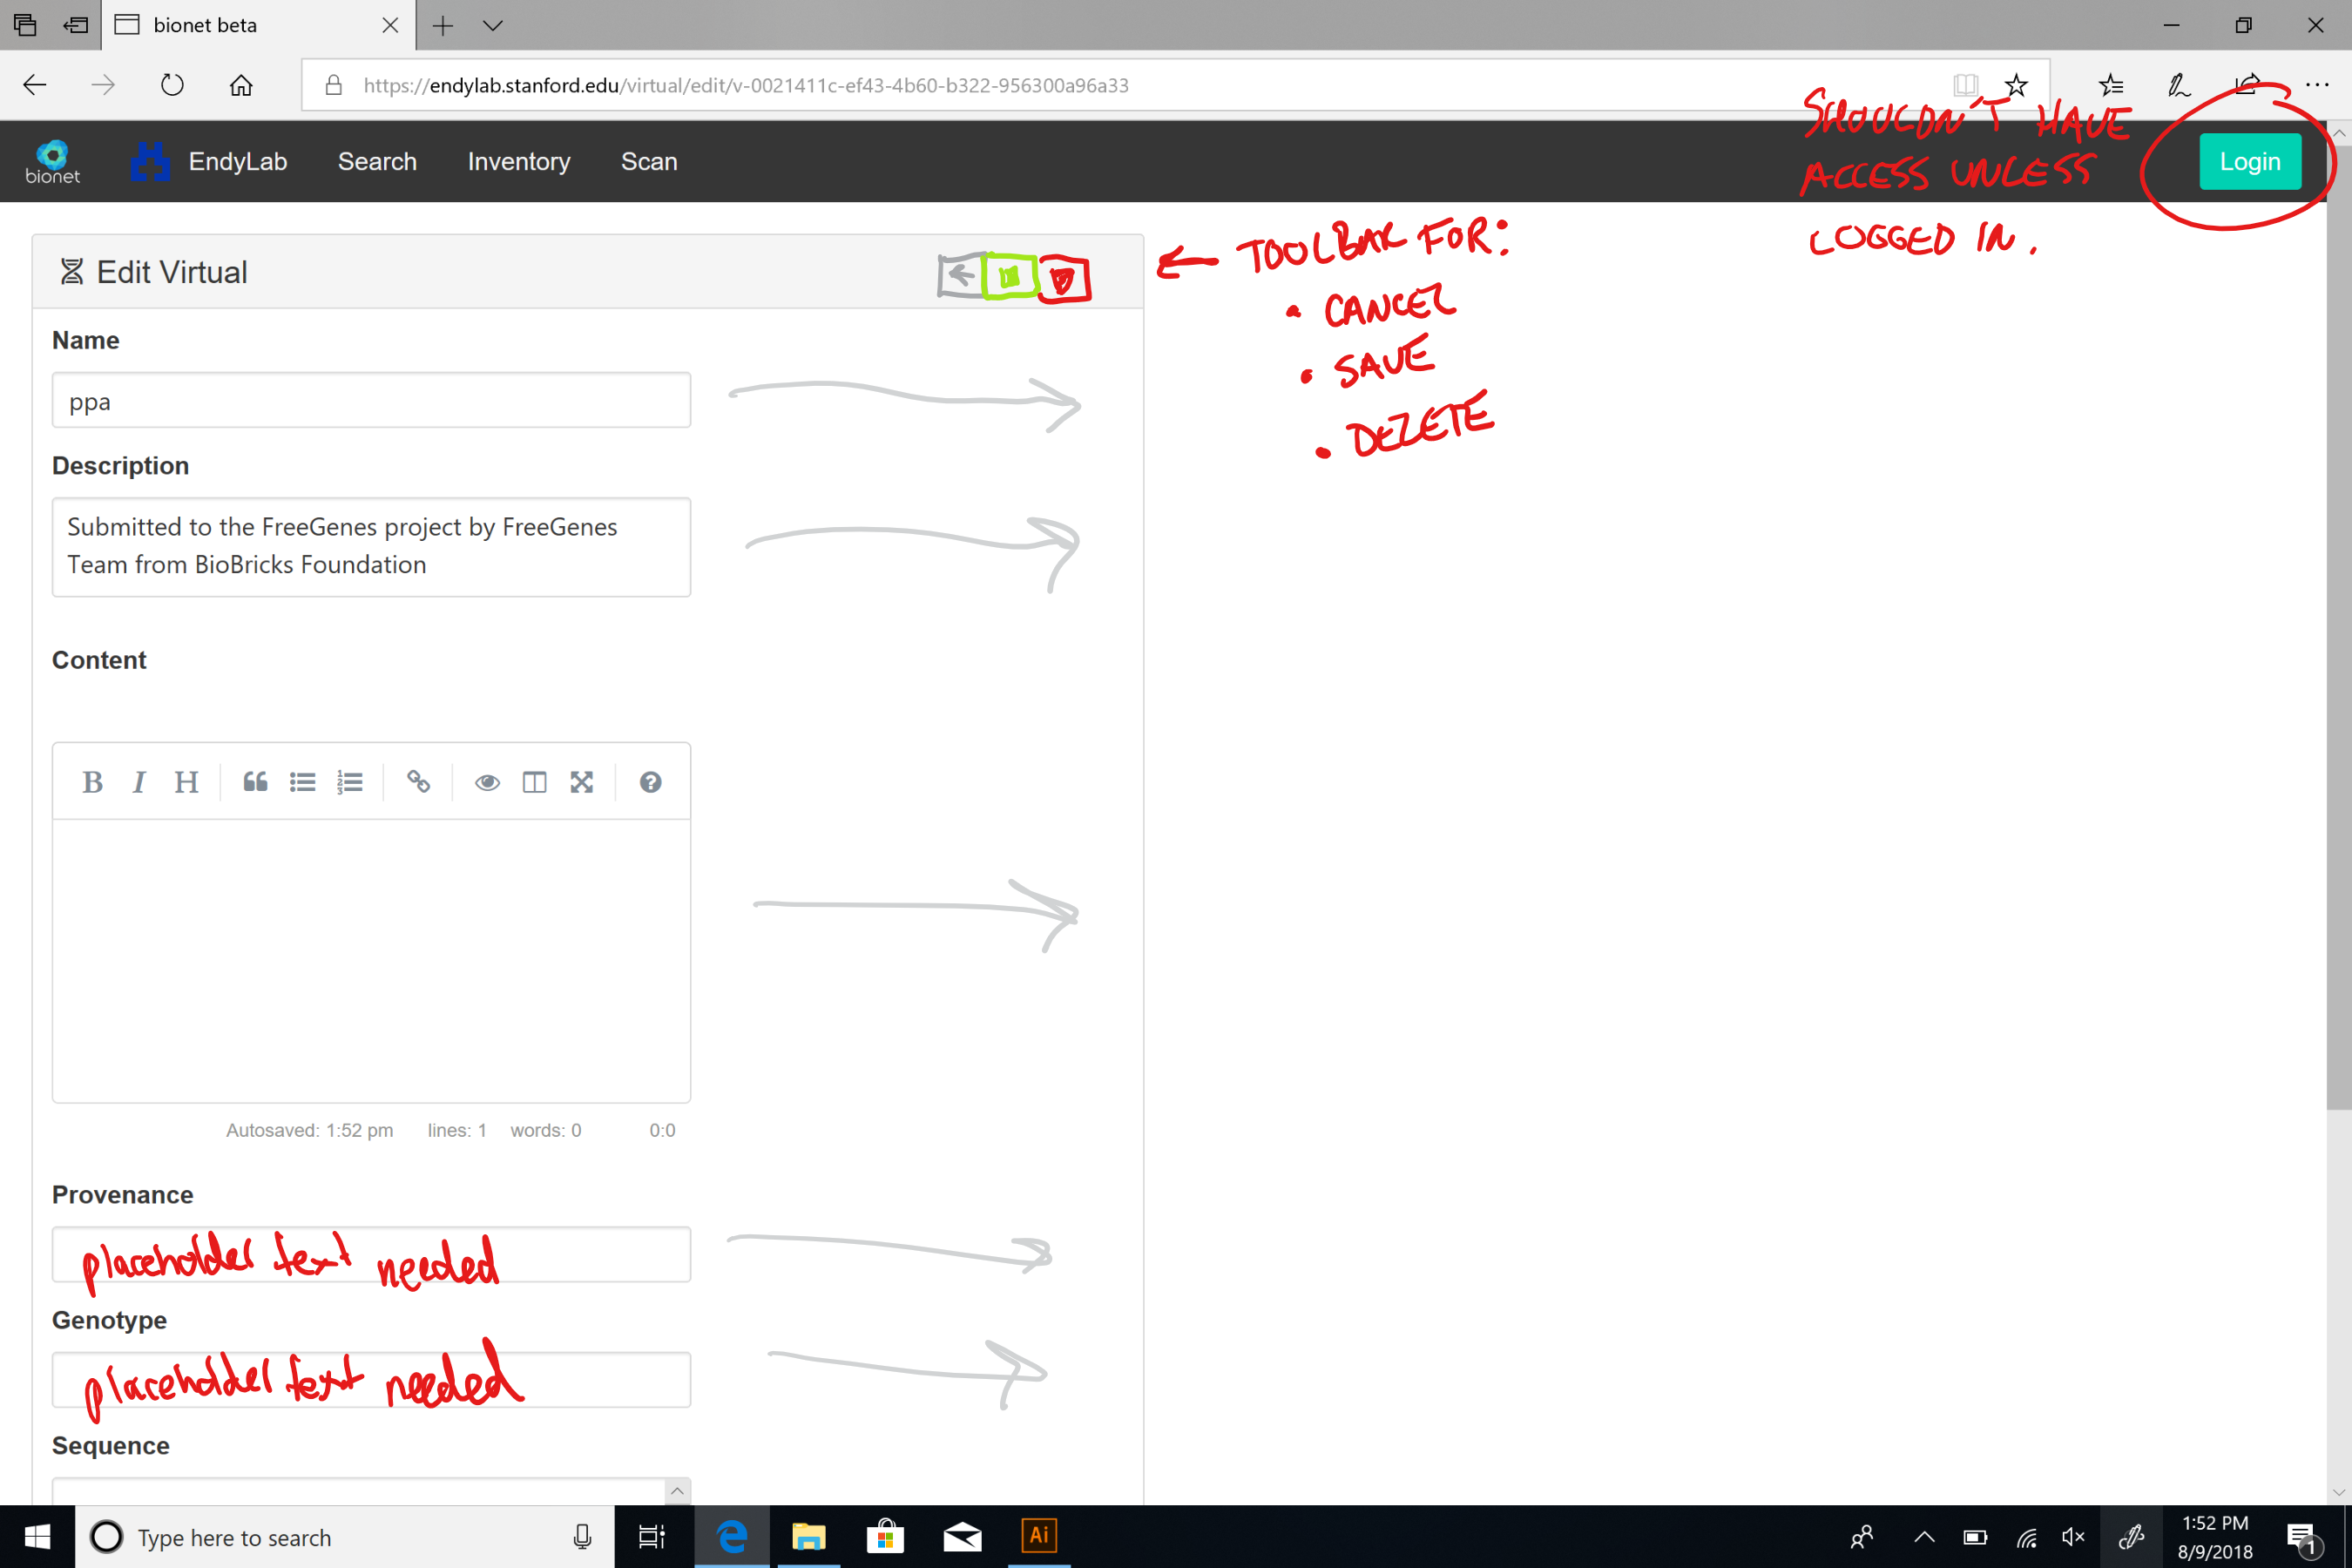 bionet beta
https://endylab.stanford.edu/virtual/edit/v-0021411c-ef43-4b60-b322-956300a96a33
bionet
EndyLab Search Inventory Scan
Login
SHOULDN'T HAVE
ACCESS UNLESS
LOGGED IN.
Edit Virtual
TOOLBAR FOR:
• CANCEL
• SAVE
• DELETE
Name
ppa
Description
Submitted to the FreeGenes project by FreeGenes
Team from BioBricks Foundation
Content
B I H
Autosaved: 1:52 pm lines: 1 words: 0 0:0
Provenance
placeholder text needed
Genotype
placeholder text needed
Sequence
Type here to search
Ai
1:52 PM
8/9/2018
1